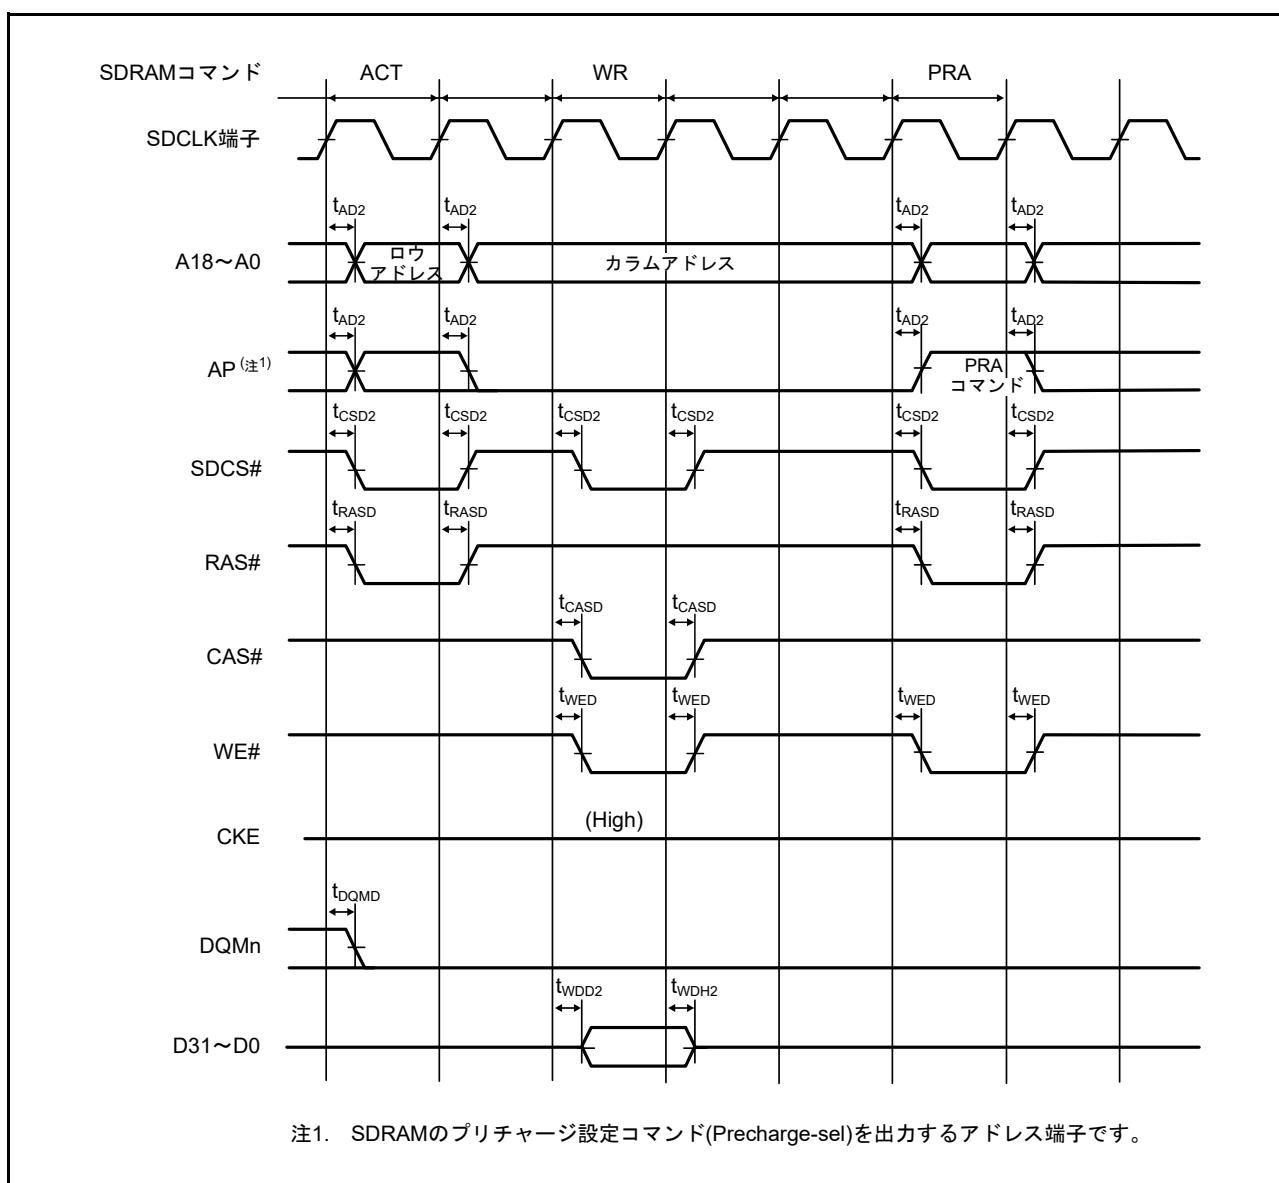 SDRAMコマンド ACT WR PRA
SDCLK端子
tAD2 tAD2 tAD2 tAD2
A18～A0 ロウ
アドレス カラムアドレス
tAD2 tAD2 tAD2 tAD2
AP(注1) PRA
コマンド
tCSD2 tCSD2 tCSD2 tCSD2 tCSD2 tCSD2
SDCS#
tRASD tRASD tRASD tRASD
RAS#
tCASD tCASD
CAS#
tWED tWED tWED tWED
WE#
(High)
CKE
tDQMD
DQMn
tWDD2 tWDH2
D31～D0
注1. SDRAMのプリチャージ設定コマンド(Precharge-sel)を出力するアドレス端子です。